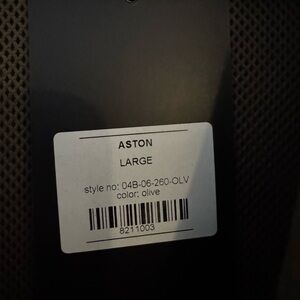 ASTON
LARGE
style no: 04B-06-260-OLV
color: olive
8211003